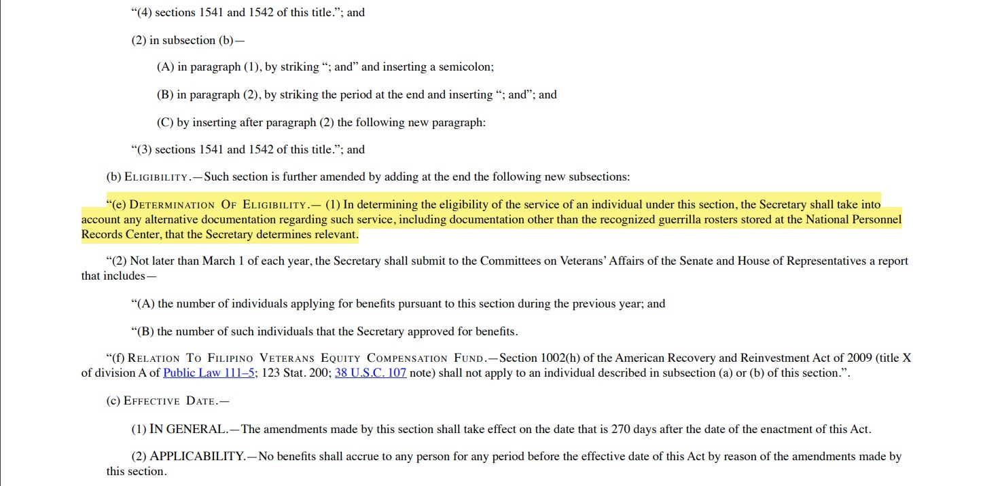 “(4) sections 1541 and 1542 of this title.”; and
(2) in subsection (b)—
(A) in paragraph (1), by striking “; and” and inserting a semicolon;
(B) in paragraph (2), by striking the period at the end and inserting “; and”; and
(C) by inserting after paragraph (2) the following new paragraph:
“(3) sections 1541 and 1542 of this title.”; and
(b) ELIGIBILITY.—Such section is further amended by adding at the end the following new subsections:
“(e) DETERMINATION OF ELIGIBILITY.— (1) In determining the eligibility of the service of an individual under this section, the Secretary shall take into
account any alternative documentation regarding such service, including documentation other than the recognized guerrilla rosters stored at the National Personnel
Records Center, that the Secretary determines relevant.
“(2) Not later than March 1 of each year, the Secretary shall submit to the Committees on Veterans’ Affairs of the Senate and House of Representatives a report
that includes—
“(A) the number of individuals applying for benefits pursuant to this section during the previous year; and
“(B) the number of such individuals that the Secretary approved for benefits.
“(f) RELATION TO FILIPINO VETERANS EQUITY COMPENSATION FUND.—Section 1002(h) of the American Recovery and Reinvestment Act of 2009 (title X
of division A of Public Law 111–5; 123 Stat. 200; 38 U.S.C. 107 note) shall not apply to an individual described in subsection (a) or (b) of this section.”.
(c) EFFECTIVE DATE.—
(1) IN GENERAL.—The amendments made by this section shall take effect on the date that is 270 days after the date of the enactment of this Act.
(2) APPLICABILITY.—No benefits shall accrue to any person for any period before the effective date of this Act by reason of the amendments made by
this section.